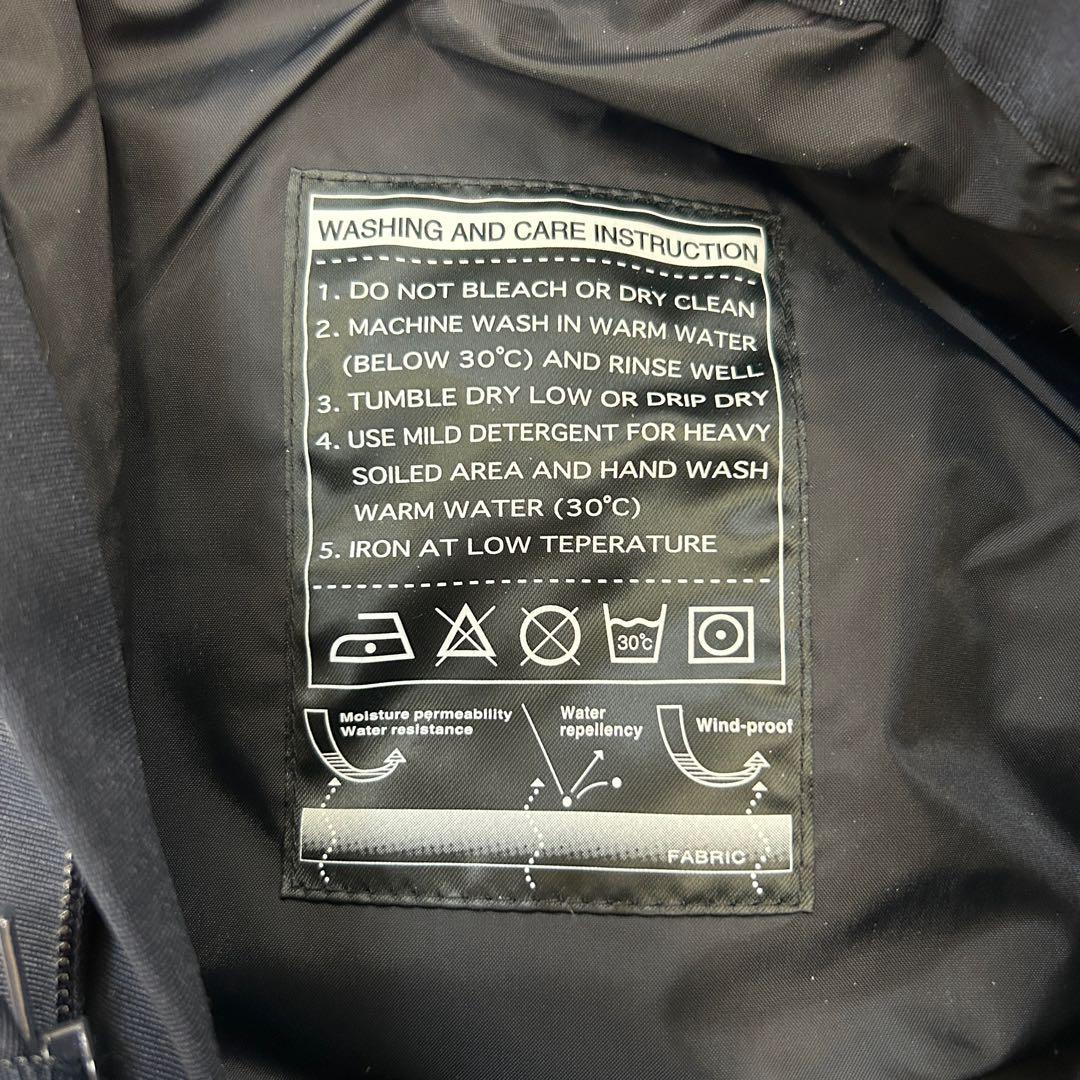 WASHING AND CARE INSTRUCTION
1. DO NOT BLEACH OR DRY CLEAN
2. MACHINE WASH IN WARM WATER
(BELOW 30°C) AND RINSE WELL
3. TUMBLE DRY LOW OR DRIP DRY
4. USE MILD DETERGENT FOR HEAVY
SOILED AREA AND HAND WASH
WARM WATER (30°C)
5. IRON AT LOW TEPERATURE
30°C
Moisture permeability
Water resistance
Water
repellency
Wind-proof
FABRIC